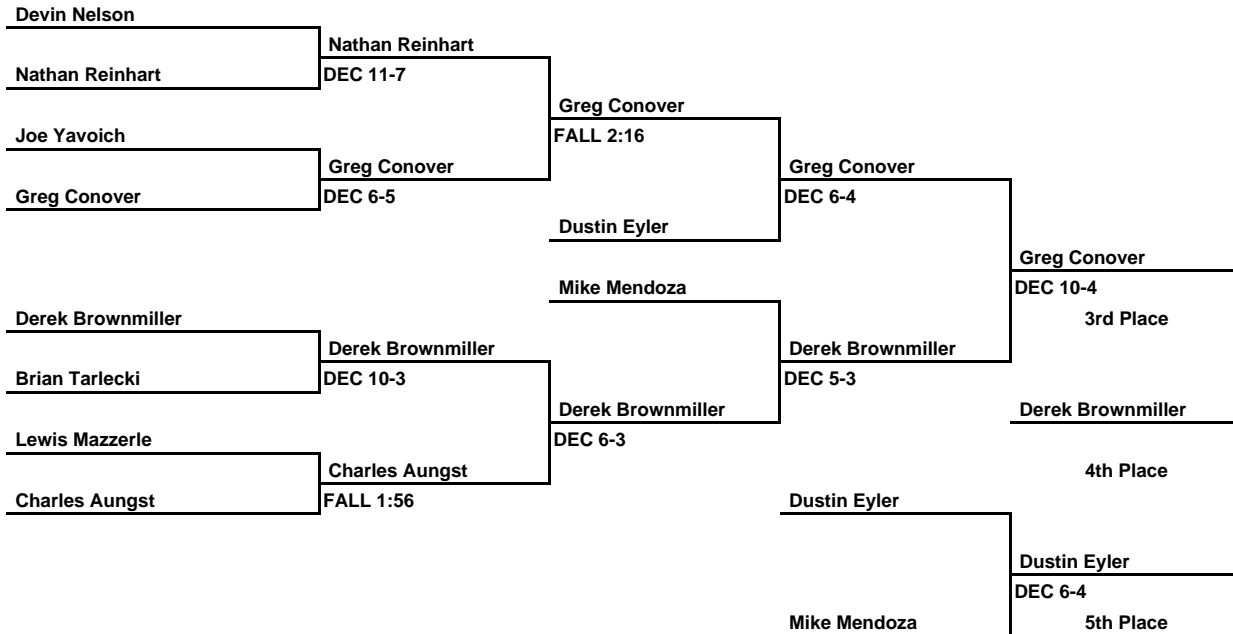 Devin Nelson
Nathan Reinhart
Nathan Reinhart
DEC 11-7
Greg Conover
Joe Yavoich
FALL 2:16
Greg Conover
Greg Conover
Greg Conover
DEC 6-5
DEC 6-4
Dustin Eyler
Greg Conover
Mike Mendoza
DEC 10-4
Derek Brownmiller
3rd Place
Derek Brownmiller
Derek Brownmiller
Brian Tarlecki
DEC 10-3
DEC 5-3
Derek Brownmiller
Derek Brownmiller
Lewis Mazzerle
DEC 6-3
Charles Aungst
4th Place
Charles Aungst
FALL 1:56
Dustin Eyler
Dustin Eyler
DEC 6-4
Mike Mendoza
5th Place